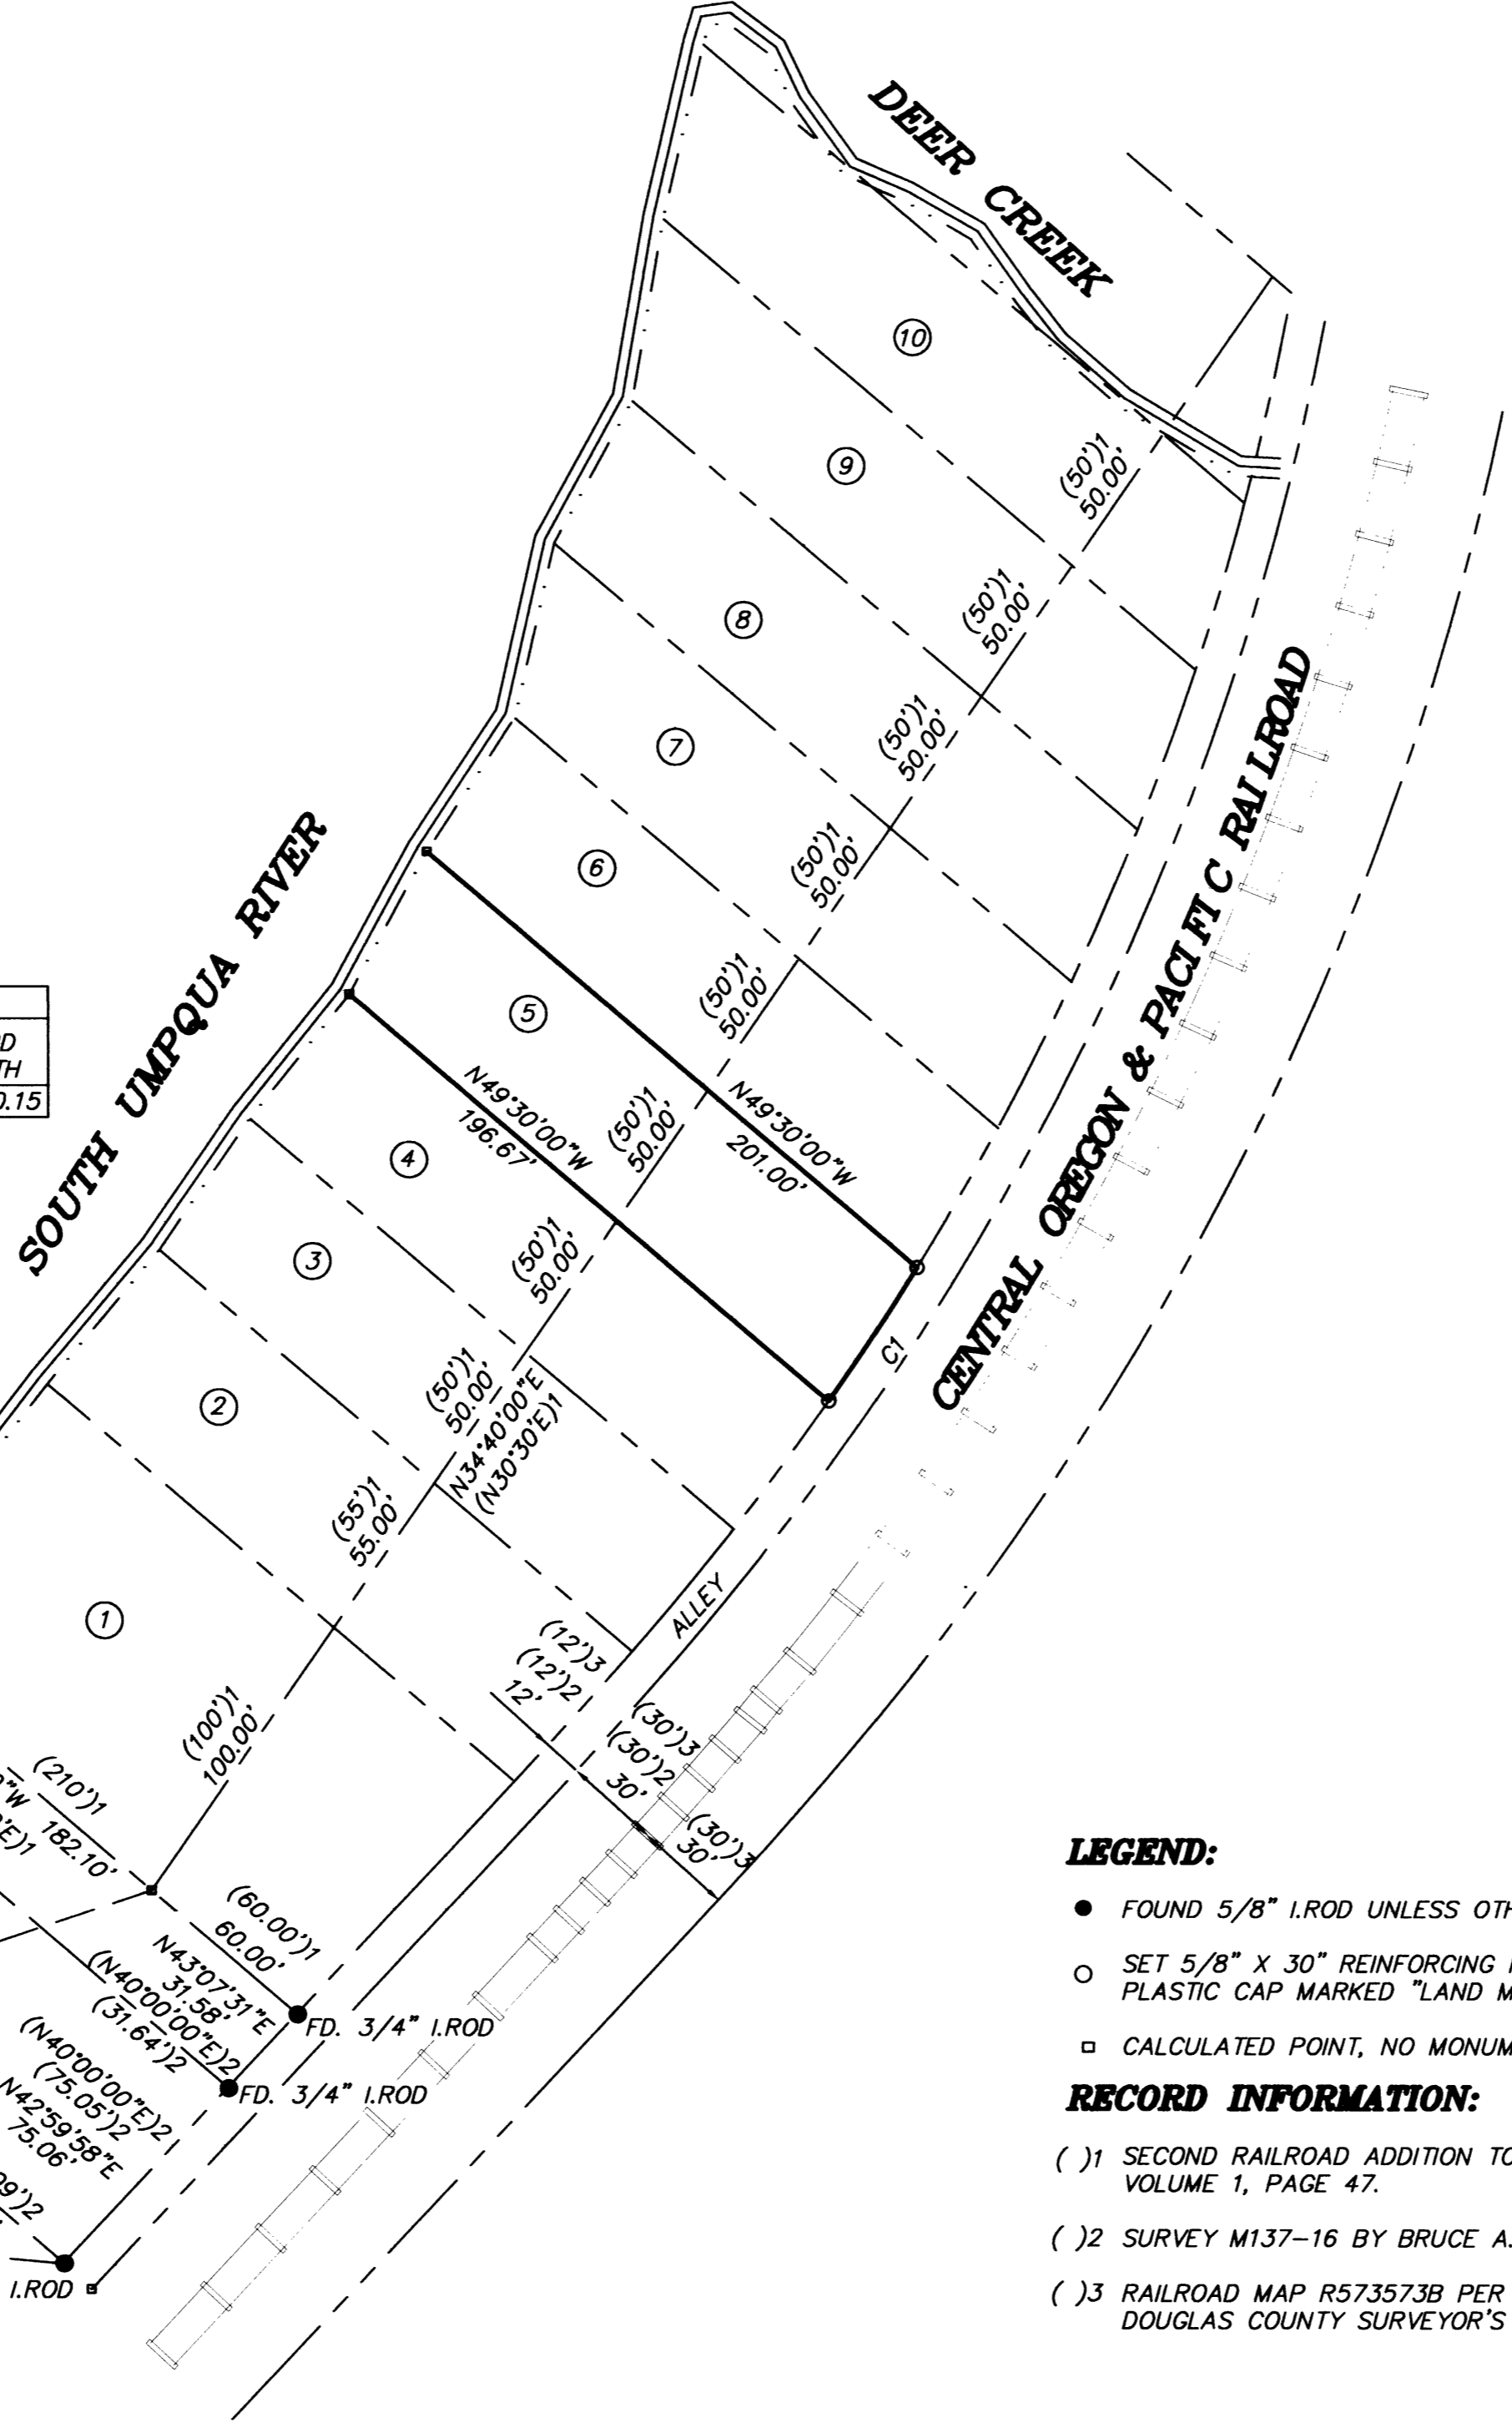 DEER CREEK
10
(50')1
50.00'
9
(50')1
50.00'
8
(50')1
50.00'
7
(50')1
50.00'
6
(50')1
50.00'
5
N49°30'00"W
201.00'
N49°30'00"W
196.67'
(50')1
50.00'
4
(50')1
50.00'
3
(50')1
50.00'
N34°40'00"E
(N30°30'E)1
2
(55')1
55.00'
1
(100')1
100.00'
C1
SOUTH UMPQUA RIVER
CENTRAL OREGON & PACIFIC RAILROAD
D
TH
0.15
ALLEY
(12')3
(12')2
12'
(30')3
(30')2
30'
(30')3
30'
(210')1
"W 182.10'
'E)1
(60.00')1
60.00'
N43°07'31"E
31.58'
(N40°00'00"E)2
(31.64')2
FD. 3/4" I.ROD
FD. 3/4" I.ROD
(N40°00'00"E)2
(75.05')2
N42°59'58"E
75.06'
9')2
I.ROD
LEGEND:
FOUND 5/8" I.ROD UNLESS OTH
SET 5/8" X 30" REINFORCING
PLASTIC CAP MARKED "LAND M
CALCULATED POINT, NO MONUM
RECORD INFORMATION:
( )1 SECOND RAILROAD ADDITION TO
VOLUME 1, PAGE 47.
( )2 SURVEY M137-16 BY BRUCE A.
( )3 RAILROAD MAP R573573B PER
DOUGLAS COUNTY SURVEYOR'S